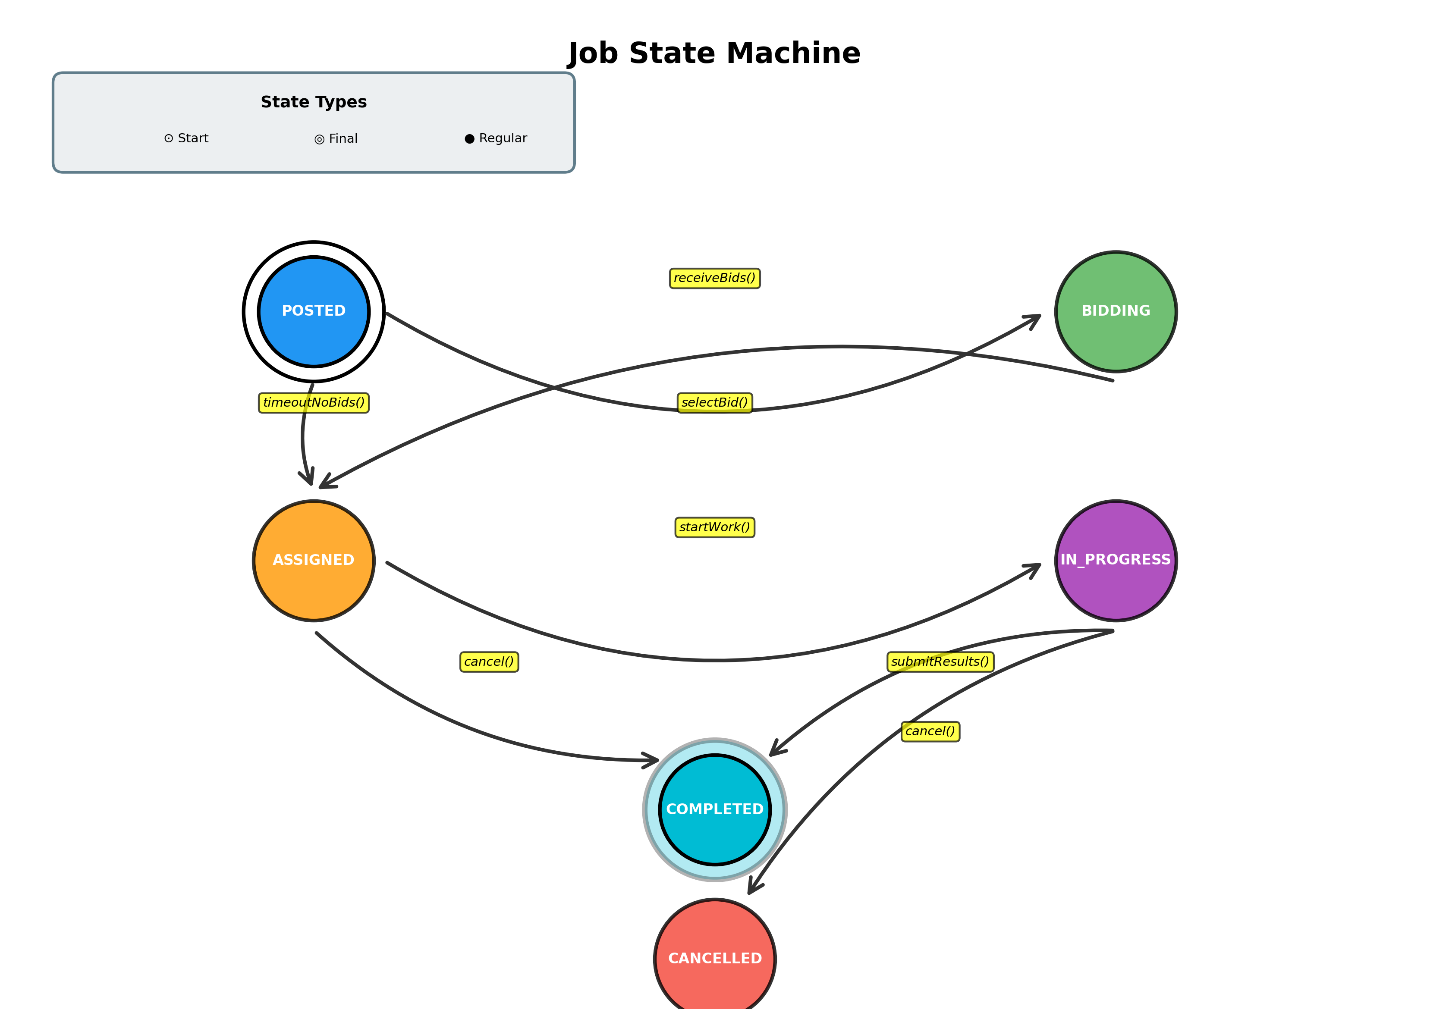 Job State Machine
State Types
⊙ Start
◎ Final
● Regular
receiveBids()
POSTED
BIDDING
timeoutNoBids()
selectBid()
startWork()
ASSIGNED
IN_PROGRESS
cancel()
submitResults()
cancel()
COMPLETED
CANCELLED